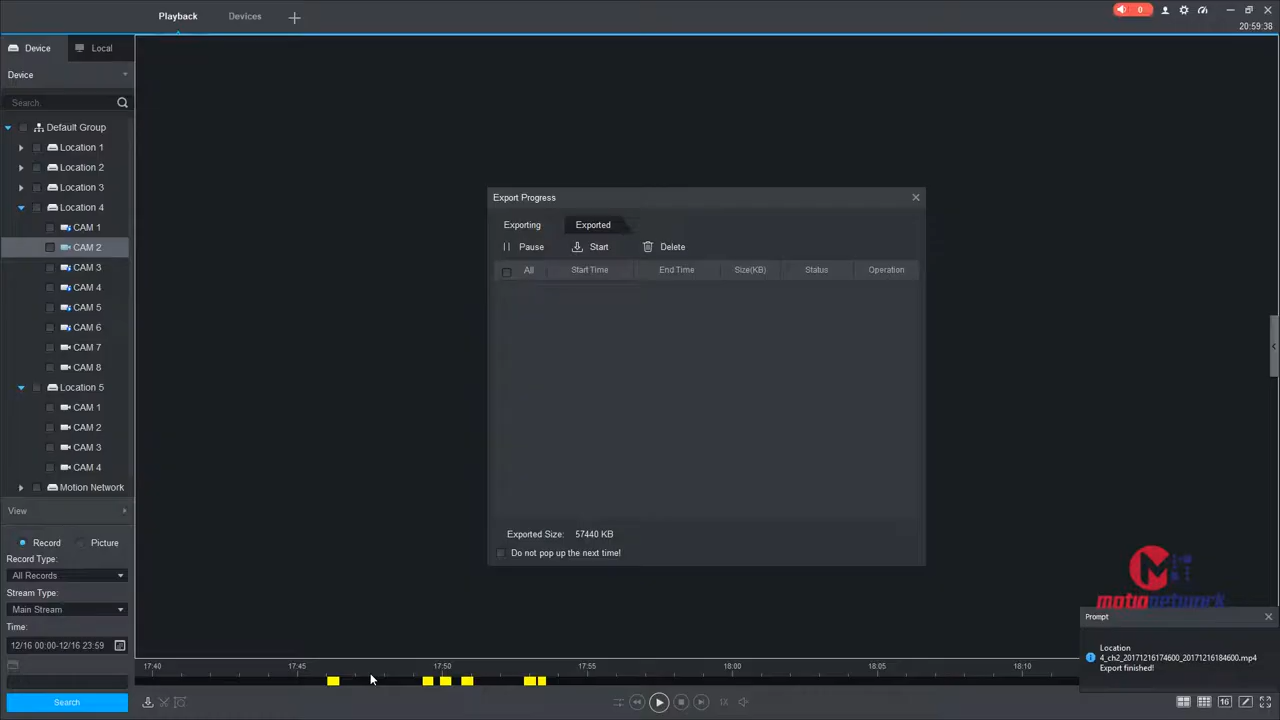 Playback Devices
0
20:59:38
Device Local
Device
Search...
Default Group
Location 1
Location 2
Location 3
Location 4
CAM 1
CAM 2
CAM 3
CAM 4
CAM 5
CAM 6
CAM 7
CAM 8
Location 5
CAM 1
CAM 2
CAM 3
CAM 4
Motion Network
View
Record Picture
Record Type:
All Records
Stream Type:
Main Stream
Time:
12/16 00:00-12/16 23:59
Search
Export Progress
Exporting Exported
Pause Start Delete
All Start Time End Time Size(KB) Status Operation
Exported Size: 57440 KB
Do not pop up the next time!
motionetwork
Prompt
Location
4_ch2_20171216174600_20171216184600.mp4
Export finished!
17:40 17:45 17:50 17:55 18:00 18:05 18:10
1X
16